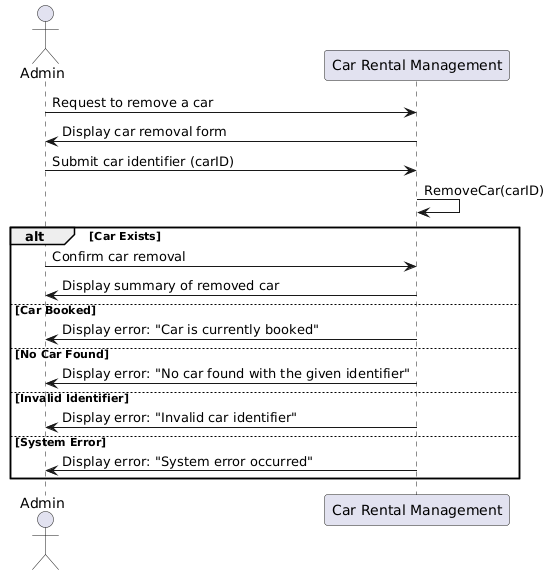 Admin
Car Rental Management
Request to remove a car
Display car removal form
Submit car identifier (carID)
RemoveCar(carID)
alt [Car Exists]
Confirm car removal
Display summary of removed car
[Car Booked]
Display error: "Car is currently booked"
[No Car Found]
Display error: "No car found with the given identifier"
[Invalid Identifier]
Display error: "Invalid car identifier"
[System Error]
Display error: "System error occurred"
Admin
Car Rental Management